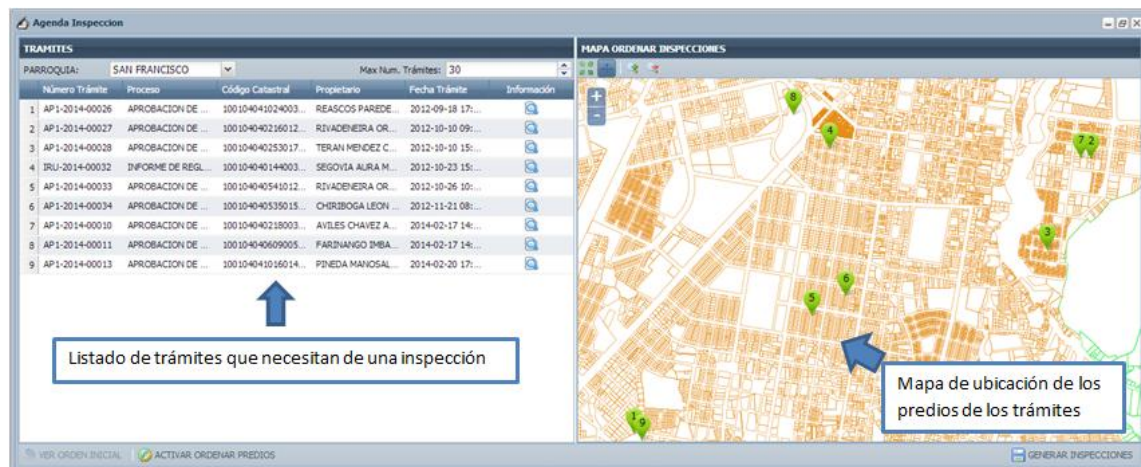 Agenda Inspeccion
TRAMITES
PARROQUIA: SAN FRANCISCO Max Num. Trámites: 30
Número Trámite Proceso Código Catastral Propietario Fecha Trámite Información
1 AP1-2014-00026 APROBACION DE ... 100104041024003... REASCOS PAREDE... 2012-09-18 17:...
2 AP1-2014-00027 APROBACION DE ... 100104040216012... RIVADENEIRA OR... 2012-10-10 09:...
3 AP1-2014-00028 APROBACION DE ... 100104040253017... TERAN MENDEZ C... 2012-10-10 15:...
4 IRU-2014-00032 INFORME DE REGL... 100104040144003... SEGOVIA AURA M... 2012-10-23 15:...
5 AP1-2014-00033 APROBACION DE ... 100104040541012... RIVADENEIRA OR... 2012-10-26 10:...
6 AP1-2014-00034 APROBACION DE ... 100104040535015... CHIRIBOGA LEON ... 2012-11-21 08:...
7 AP1-2014-00010 APROBACION DE ... 100104040218003... AVILES CHAVEZ A... 2014-02-17 14:...
8 AP1-2014-00011 APROBACION DE ... 100104040609005... FARINANGO IMBA... 2014-02-17 14:...
9 AP1-2014-00013 APROBACION DE ... 100104041016014... PINEDA MANOSAL... 2014-02-20 17:...
Listado de trámites que necesitan de una inspección
VER ORDEN INICIAL ACTIVAR ORDENAR PREDIOS
MAPA ORDENAR INSPECCIONES
8
4
7 2
3
6
5
1
9
Mapa de ubicación de los
predios de los trámites
GENERAR INSPECCIONES